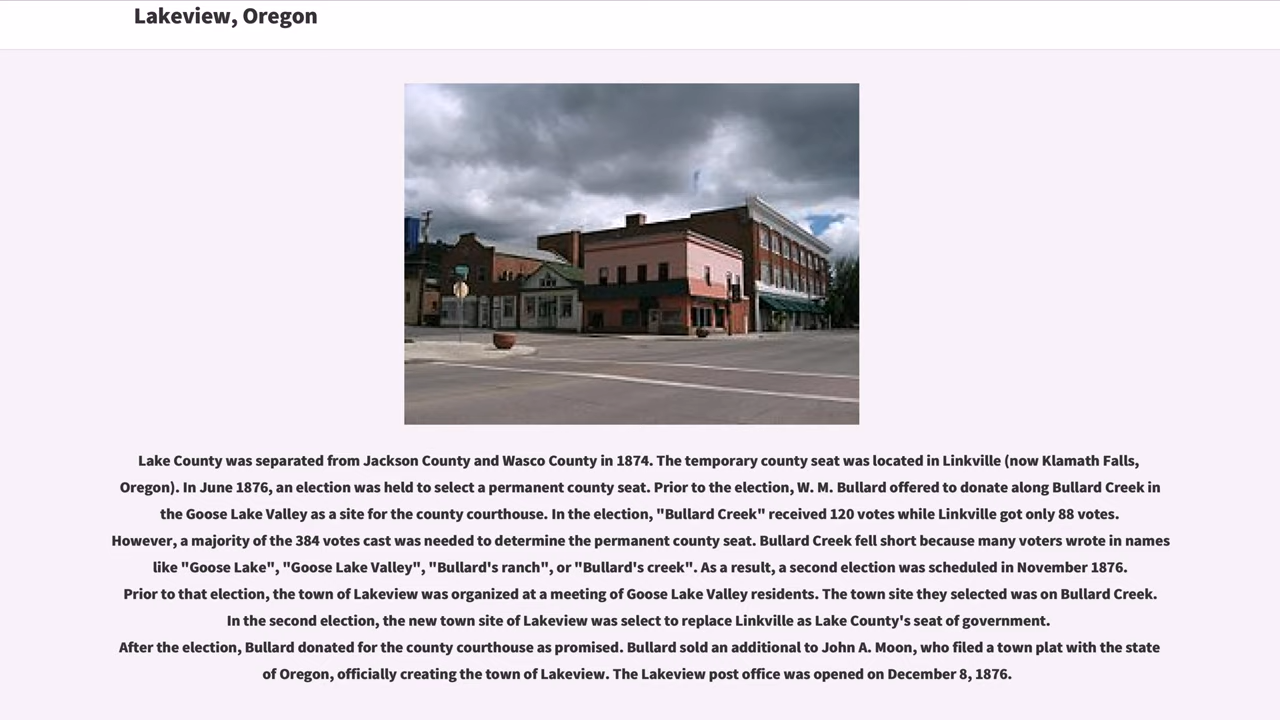 Lakeview, Oregon
Lake County was separated from Jackson County and Wasco County in 1874. The temporary county seat was located in Linkville (now Klamath Falls,
Oregon). In June 1876, an election was held to select a permanent county seat. Prior to the election, W. M. Bullard offered to donate along Bullard Creek in
the Goose Lake Valley as a site for the county courthouse. In the election, "Bullard Creek" received 120 votes while Linkville got only 88 votes.
However, a majority of the 384 votes cast was needed to determine the permanent county seat. Bullard Creek fell short because many voters wrote in names
like "Goose Lake", "Goose Lake Valley", "Bullard's ranch", or "Bullard's creek". As a result, a second election was scheduled in November 1876.
Prior to that election, the town of Lakeview was organized at a meeting of Goose Lake Valley residents. The town site they selected was on Bullard Creek.
In the second election, the new town site of Lakeview was select to replace Linkville as Lake County's seat of government.
After the election, Bullard donated for the county courthouse as promised. Bullard sold an additional to John A. Moon, who filed a town plat with the state
of Oregon, officially creating the town of Lakeview. The Lakeview post office was opened on December 8, 1876.